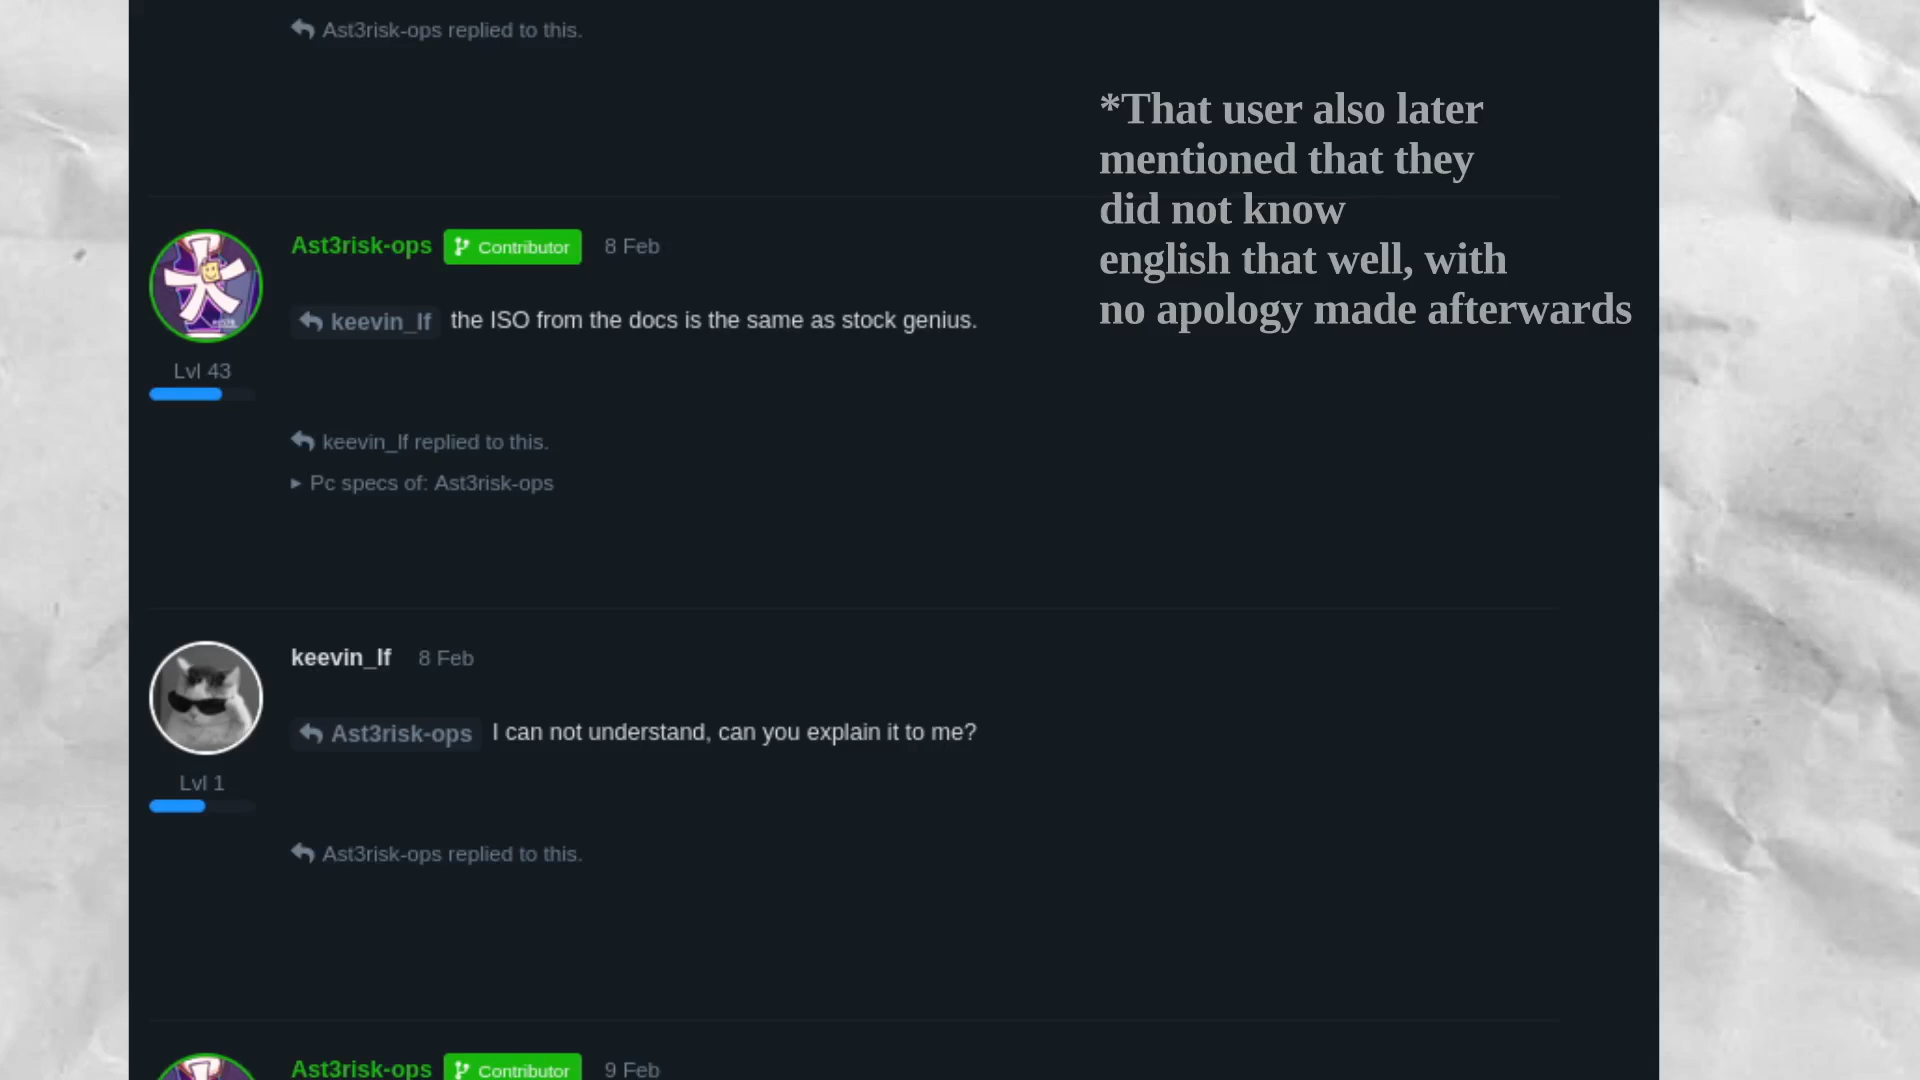 Ast3risk-ops replied to this.
*That user also later
mentioned that they
did not know
english that well, with
no apology made afterwards
Ast3risk-ops Contributor 8 Feb
keevin_lf the ISO from the docs is the same as stock genius.
Lvl 43
keevin_lf replied to this.
Pc specs of: Ast3risk-ops
keevin_lf 8 Feb
Ast3risk-ops I can not understand, can you explain it to me?
Lvl 1
Ast3risk-ops replied to this.
Ast3risk-ops Contributor 9 Feb